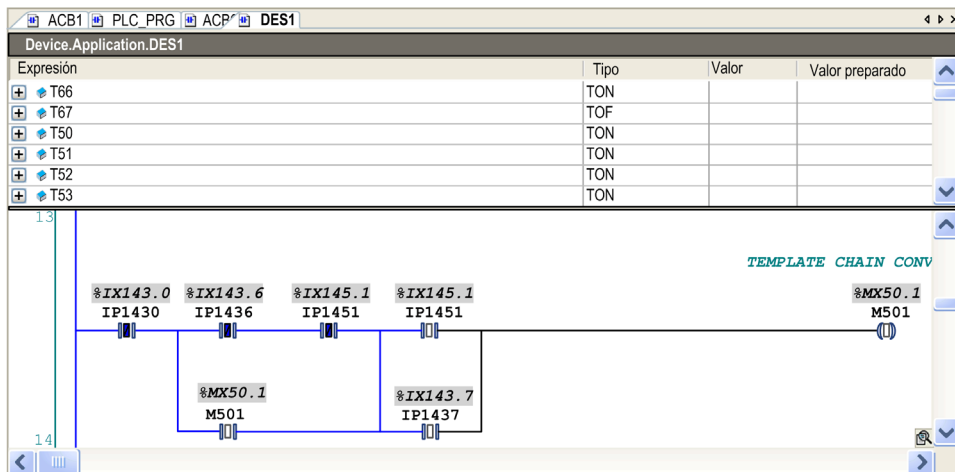 ACB1 PLC_PRG DES1
Device.Application.DES1
Expresión Tipo Valor Valor preparado
T66 TON
T67 TOF
T50 TON
T51 TON
T52 TON
T53 TON
13
TEMPLATE CHAIN CONV
%IX143.0 %IX143.6 %IX145.1 %IX145.1 %MX50.1
IP1430 IP1436 IP1451 IP1451 M501
%MX50.1 %IX143.7
M501 IP1437
14